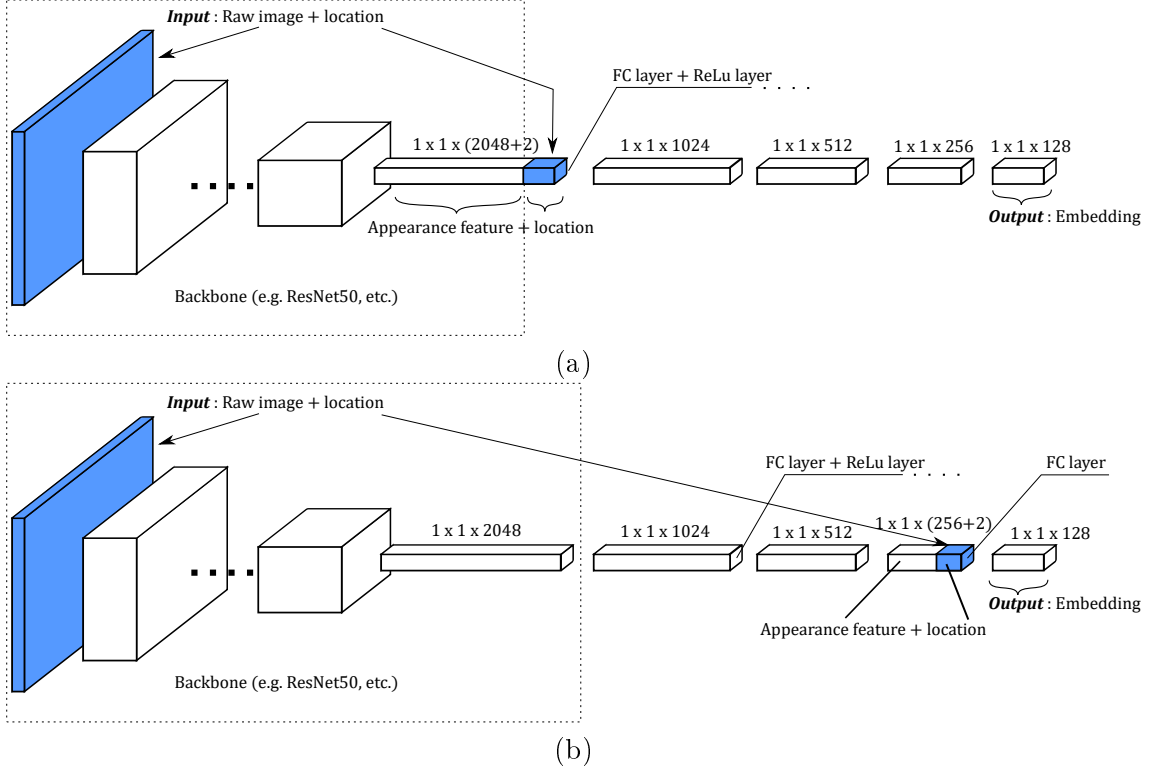 Input : Raw image + location
FC layer + ReLu layer . . . .
1 x 1 x (2048+2)
1 x 1 x 1024
1 x 1 x 512
1 x 1 x 256
1 x 1 x 128
Appearance feature + location
Output : Embedding
Backbone (e.g. ResNet50, etc.)
(a)
Input : Raw image + location
FC layer + ReLu layer . . . .
FC layer
1 x 1 x 2048
1 x 1 x 1024
1 x 1 x 512
1 x 1 x (256+2)
1 x 1 x 128
Output : Embedding
Appearance feature + location
Backbone (e.g. ResNet50, etc.)
(b)